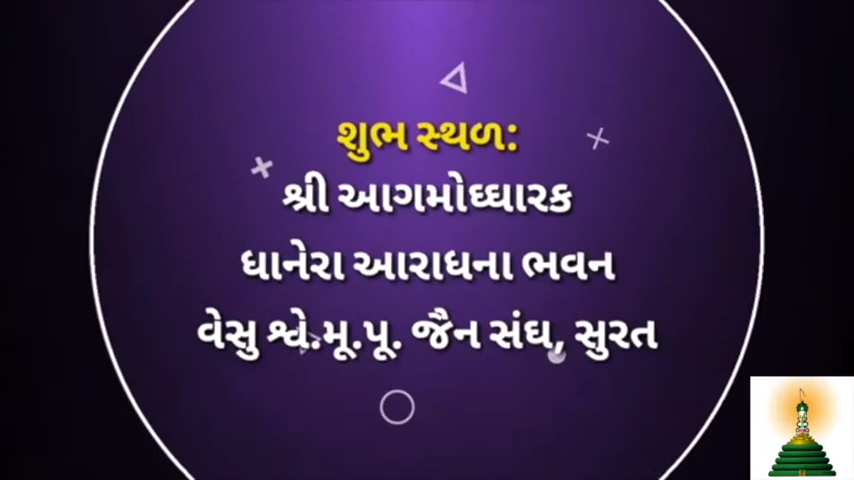 શુભ સ્થળ:
શ્રી આગમોઘ્ઘારક
ધાનેરા આરાધના ભવન
વેસુ શ્વે.મૂ.પૂ. જૈન સંઘ, સુરત